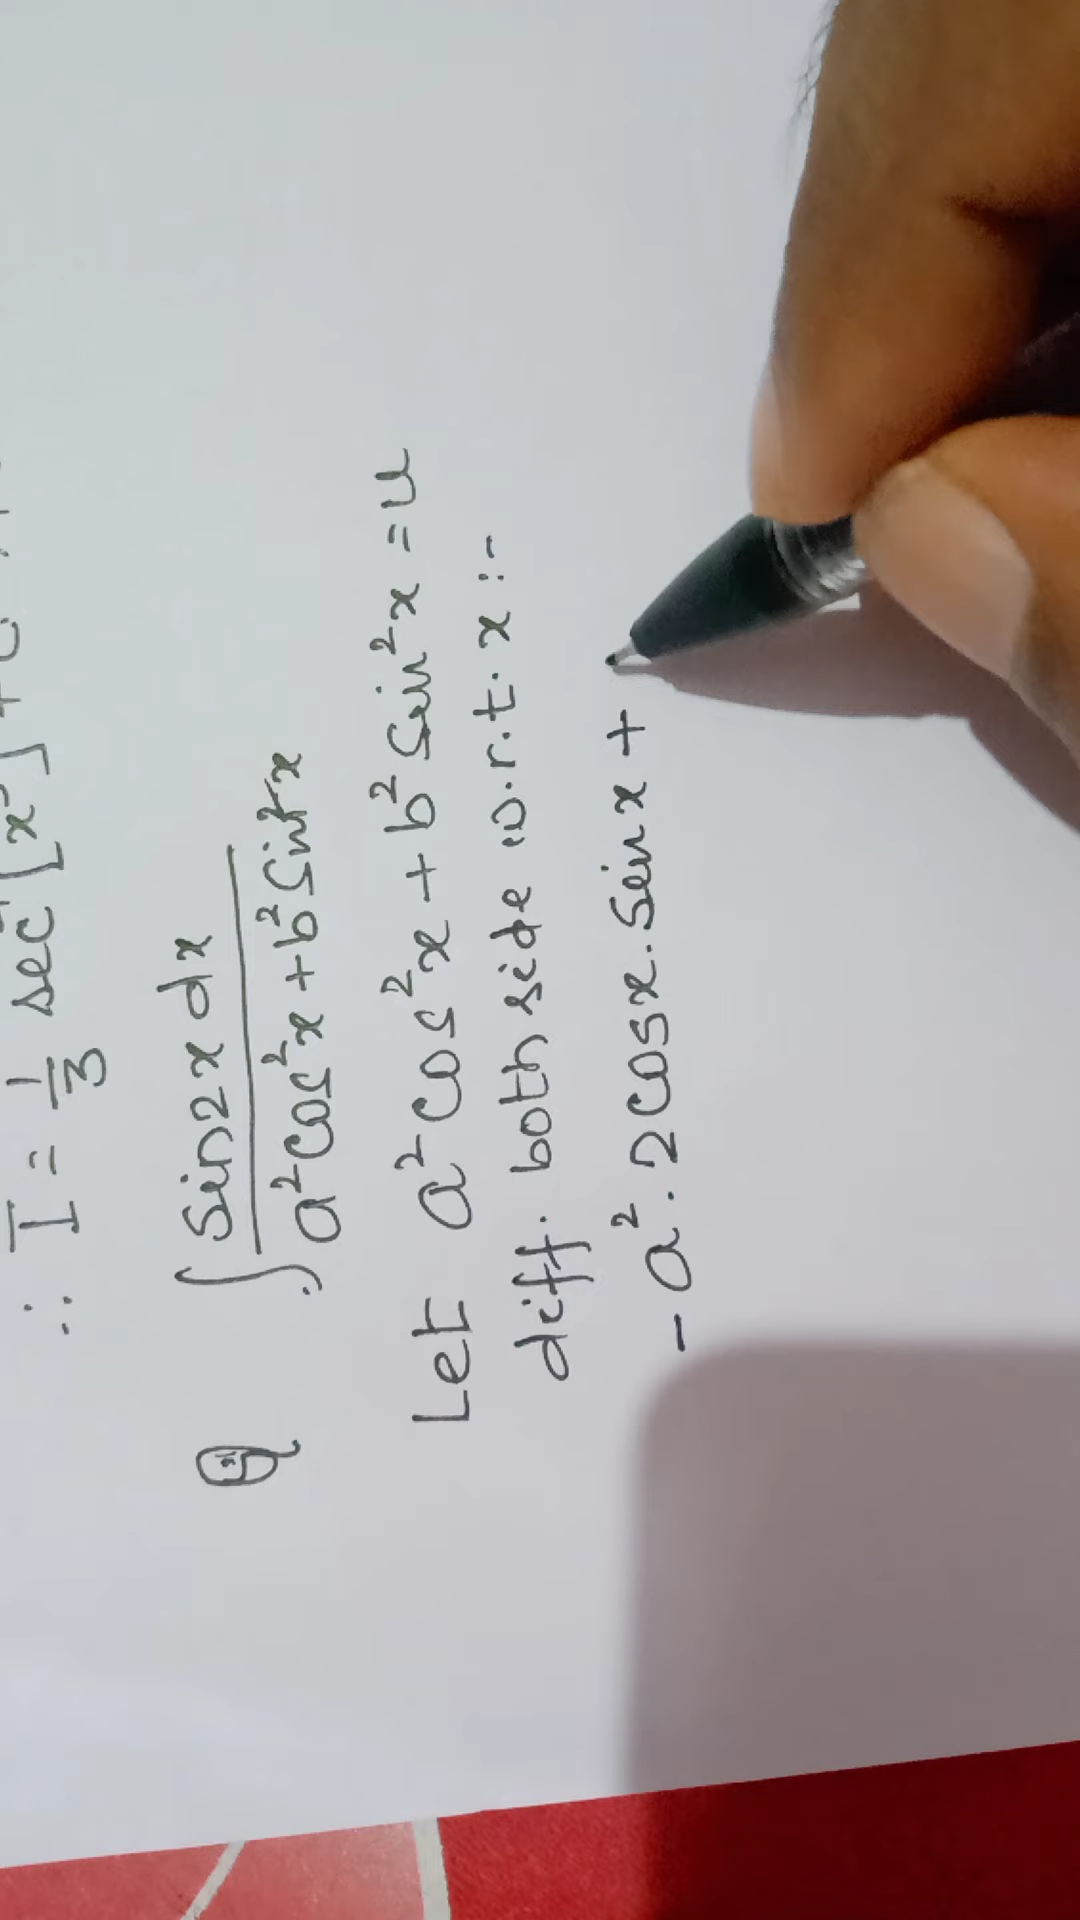 ∴ I = 1/3 sec⁻¹[x³] + c
Q ∫ Sin2x dx / a²cos²x + b²Sin²x
Let a²cos²x + b²Sin²x = u
diff. both side w.r.t. x :-
- a². 2cosx. Sinx +